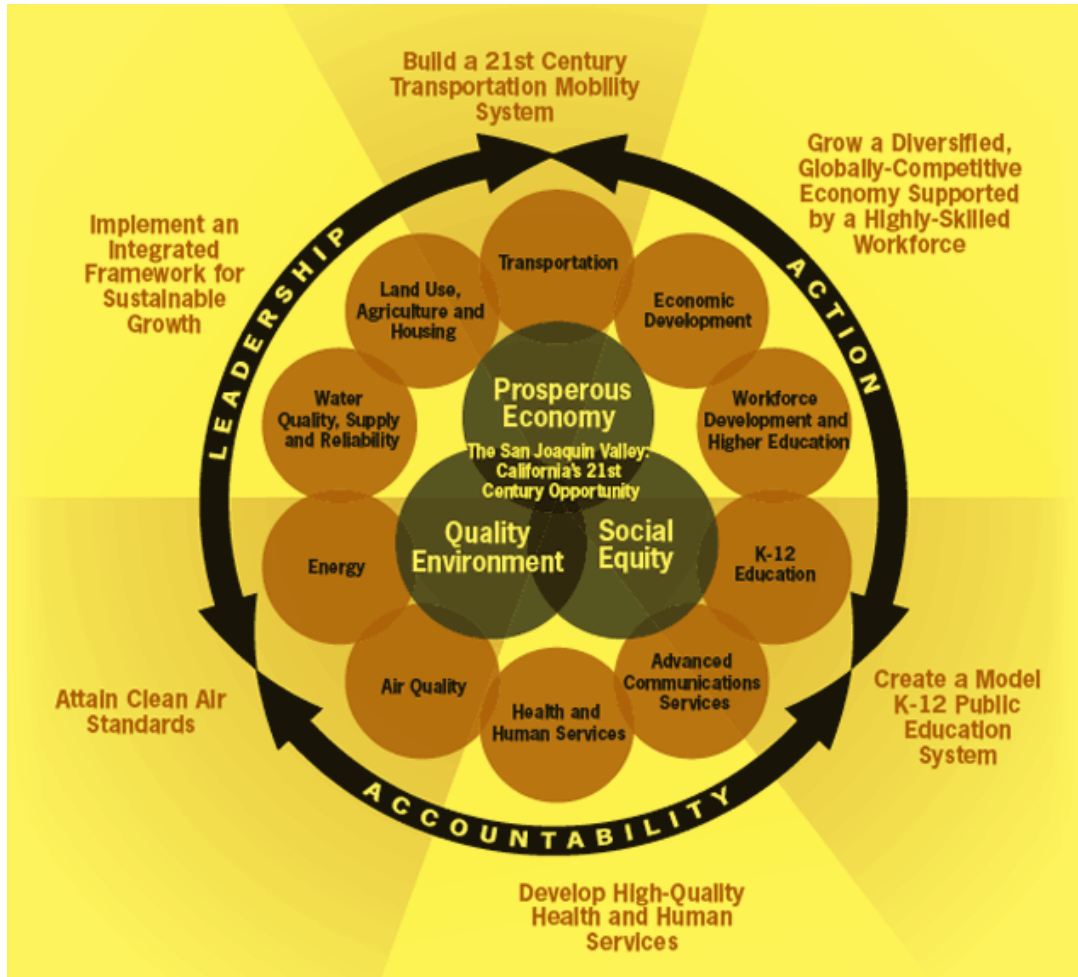 Build a 21st Century
Transportation Mobility
System
Grow a Diversified,
Globally-Competitive
Economy Supported
by a Highly-Skilled
Workforce
Implement an
Integrated
Framework for
Sustainable
Growth
LEADERSHIP
ACTION
Transportation
Land Use,
Agriculture and
Housing
Economic
Development
Water
Quality, Supply
and Reliability
Workforce
Development and
Higher Education
Prosperous
Economy
The San Joaquin Valley:
California's 21st
Century Opportunity
Quality
Environment
Social
Equity
Energy
K-12
Education
Air Quality
Advanced
Communications
Services
Health and
Human Services
Attain Clean Air
Standards
Create a Model
K-12 Public
Education
System
ACCOUNTABILITY
Develop High-Quality
Health and Human
Services